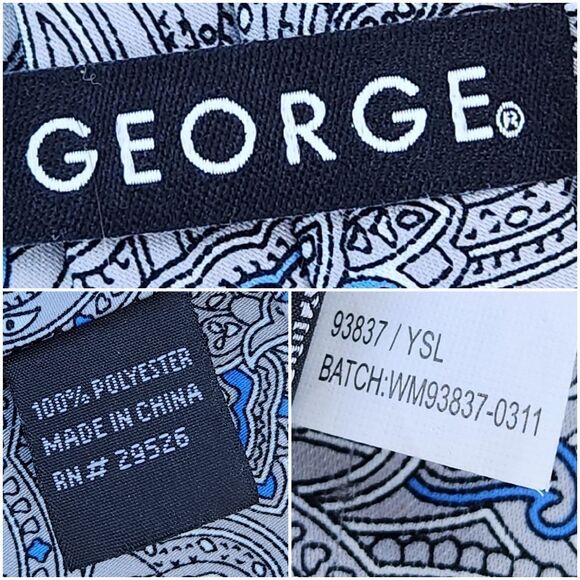 GEORGE®
100% POLYESTER
MADE IN CHINA
RN# 29526
93837 / YSL
BATCH:WM93837-0311